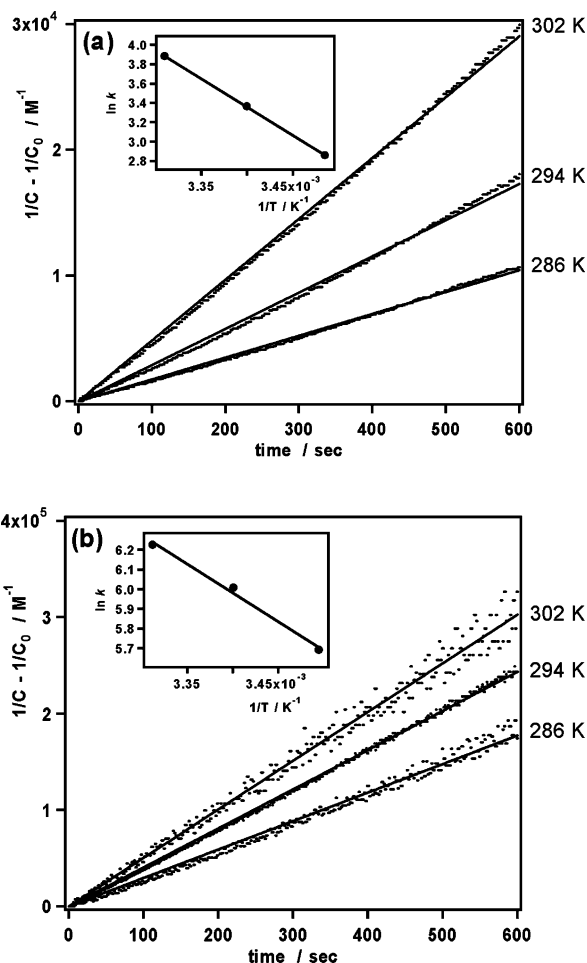 3x10⁴
(a)
302 K
4.0
3.8
3.6
3.4
3.2
3.0
2.8
ln k
3.35
3.45x10⁻³
1/T / K⁻¹
2
294 K
1/C - 1/C₀ / M⁻¹
286 K
1
0
0
100
200
300
400
500
600
time / sec
4x10⁵
(b)
6.2
6.1
6.0
5.9
5.8
5.7
ln k
3.35
3.45x10⁻³
1/T / K⁻¹
302 K
3
294 K
286 K
1/C - 1/C₀ / M⁻¹
2
1
0
0
100
200
300
400
500
600
time / sec